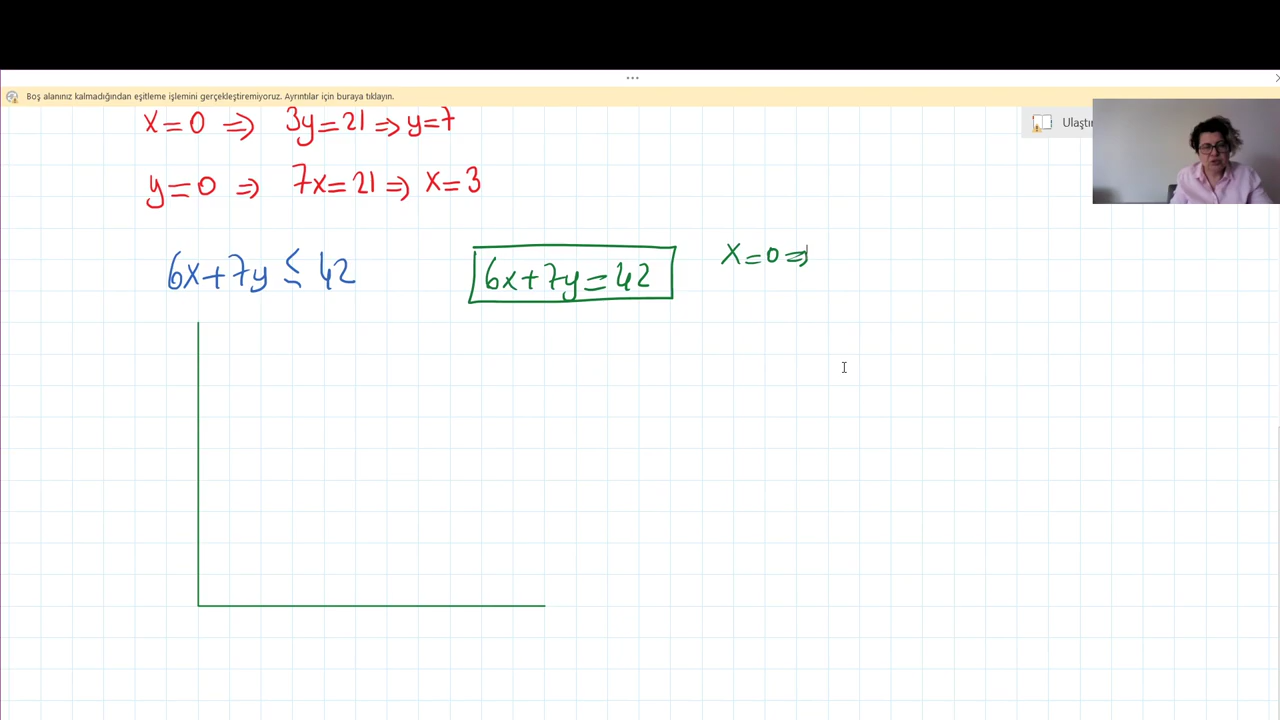 Boş alanınız kalmadığından eşitleme işlemini gerçekleştiremiyoruz. Ayrıntılar için buraya tıklayın.
x=0 ⇒ 3y=21 ⇒ y=7
Ulaştır
y=0 ⇒ 7x=21 ⇒ x=3
6x+7y ≤ 42
6x+7y=42
x=0 ⇒